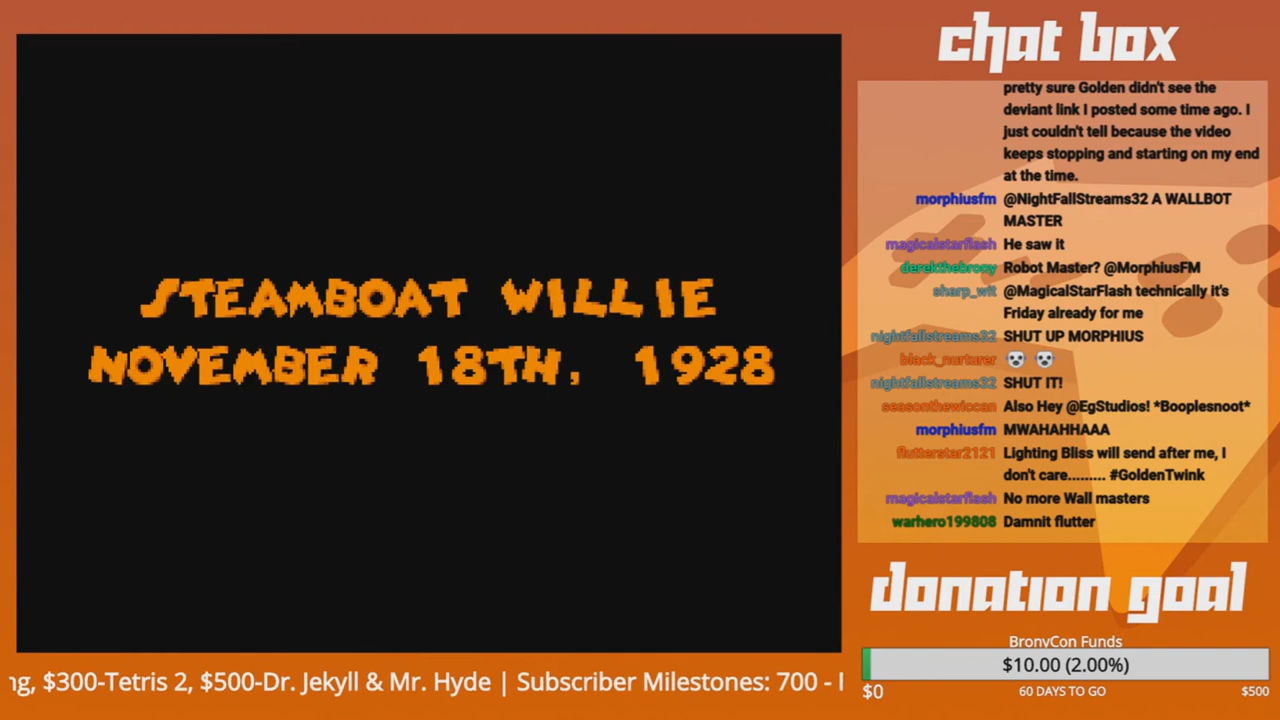 STEAMBOAT WILLIE
NOVEMBER 18TH, 1928
chat box
pretty sure Golden didn't see the
deviant link I posted some time ago. I
just couldn't tell because the video
keeps stopping and starting on my end
at the time.
morphiusfm @NightFallStreams32 A WALLBOT
MASTER
magicalstarflash He saw it
derekthebrony Robot Master? @MorphiusFM
sharp_wit @MagicalStarFlash technically it's
Friday already for me
nightfallstreams32 SHUT UP MORPHIUS
black_nurturer
nightfallstreams32 SHUT IT!
seasonthewiccan Also Hey @EgStudios! *Booplesnoot*
morphiusfm MWAHAHHAAA
flutterstar2121 Lighting Bliss will send after me, I
don't care......... #GoldenTwink
magicalstarflash No more Wall masters
warhero199808 Damnit flutter
donation goal
BronyCon Funds
$10.00 (2.00%)
$0 60 DAYS TO GO $500
ng, $300-Tetris 2, $500-Dr. Jekyll & Mr. Hyde | Subscriber Milestones: 700 -